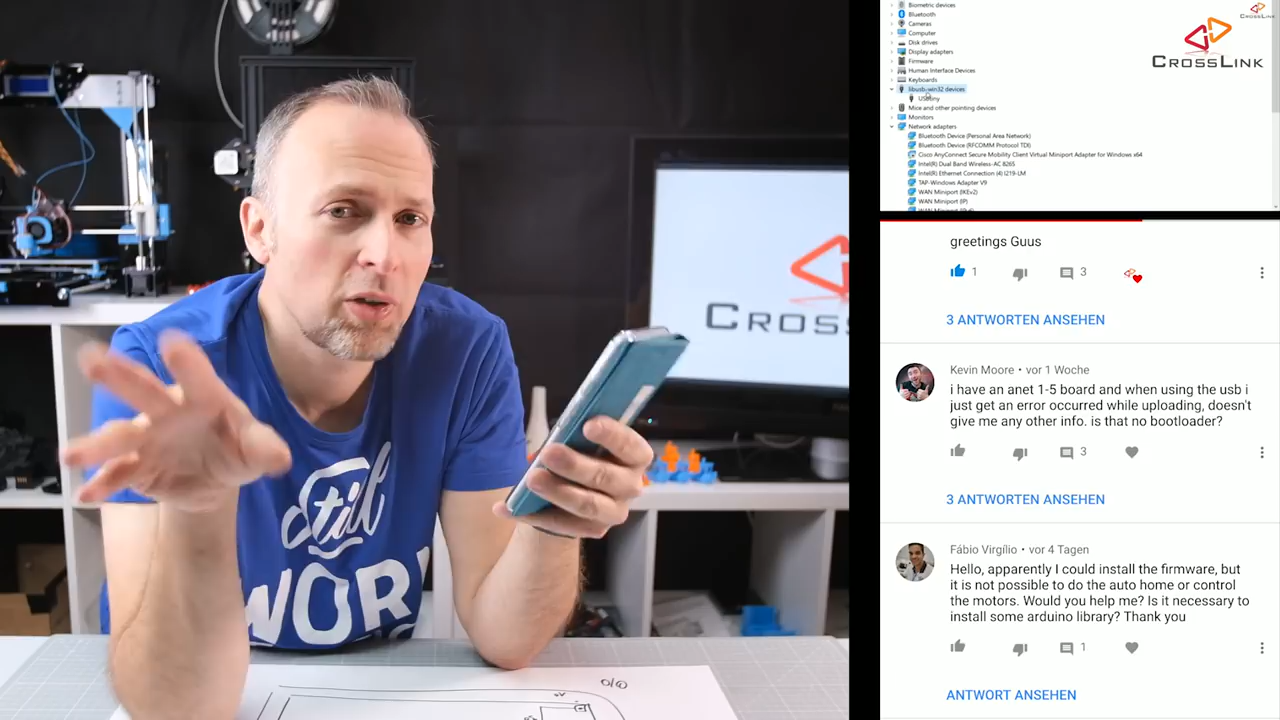 Still
WOR
CROSSLINK
Biometric devices
Bluetooth
Cameras
Computer
Disk drives
Display adapters
Firmware
Human Interface Devices
Keyboards
libusb-win32 devices
USBtiny
Mice and other pointing devices
Monitors
Network adapters
Bluetooth Device (Personal Area Network)
Bluetooth Device (RFCOMM Protocol TDI)
Cisco AnyConnect Secure Mobility Client Virtual Miniport Adapter for Windows x64
Intel(R) Dual Band Wireless-AC 8265
Intel(R) Ethernet Connection (4) I219-LM
TAP-Windows Adapter V9
WAN Miniport (IKEv2)
WAN Miniport (IP)
WAN Miniport (IPv6)
CROSSLINK
CROSSLINK
greetings Guus
1
3
3 ANTWORTEN ANSEHEN
Kevin Moore • vor 1 Woche
i have an anet 1-5 board and when using the usb i
just get an error occurred while uploading, doesn't
give me any other info. is that no bootloader?
3
3 ANTWORTEN ANSEHEN
Fábio Virgílio • vor 4 Tagen
Hello, apparently I could install the firmware, but
it is not possible to do the auto home or control
the motors. Would you help me? Is it necessary to
install some arduino library? Thank you
1
ANTWORT ANSEHEN